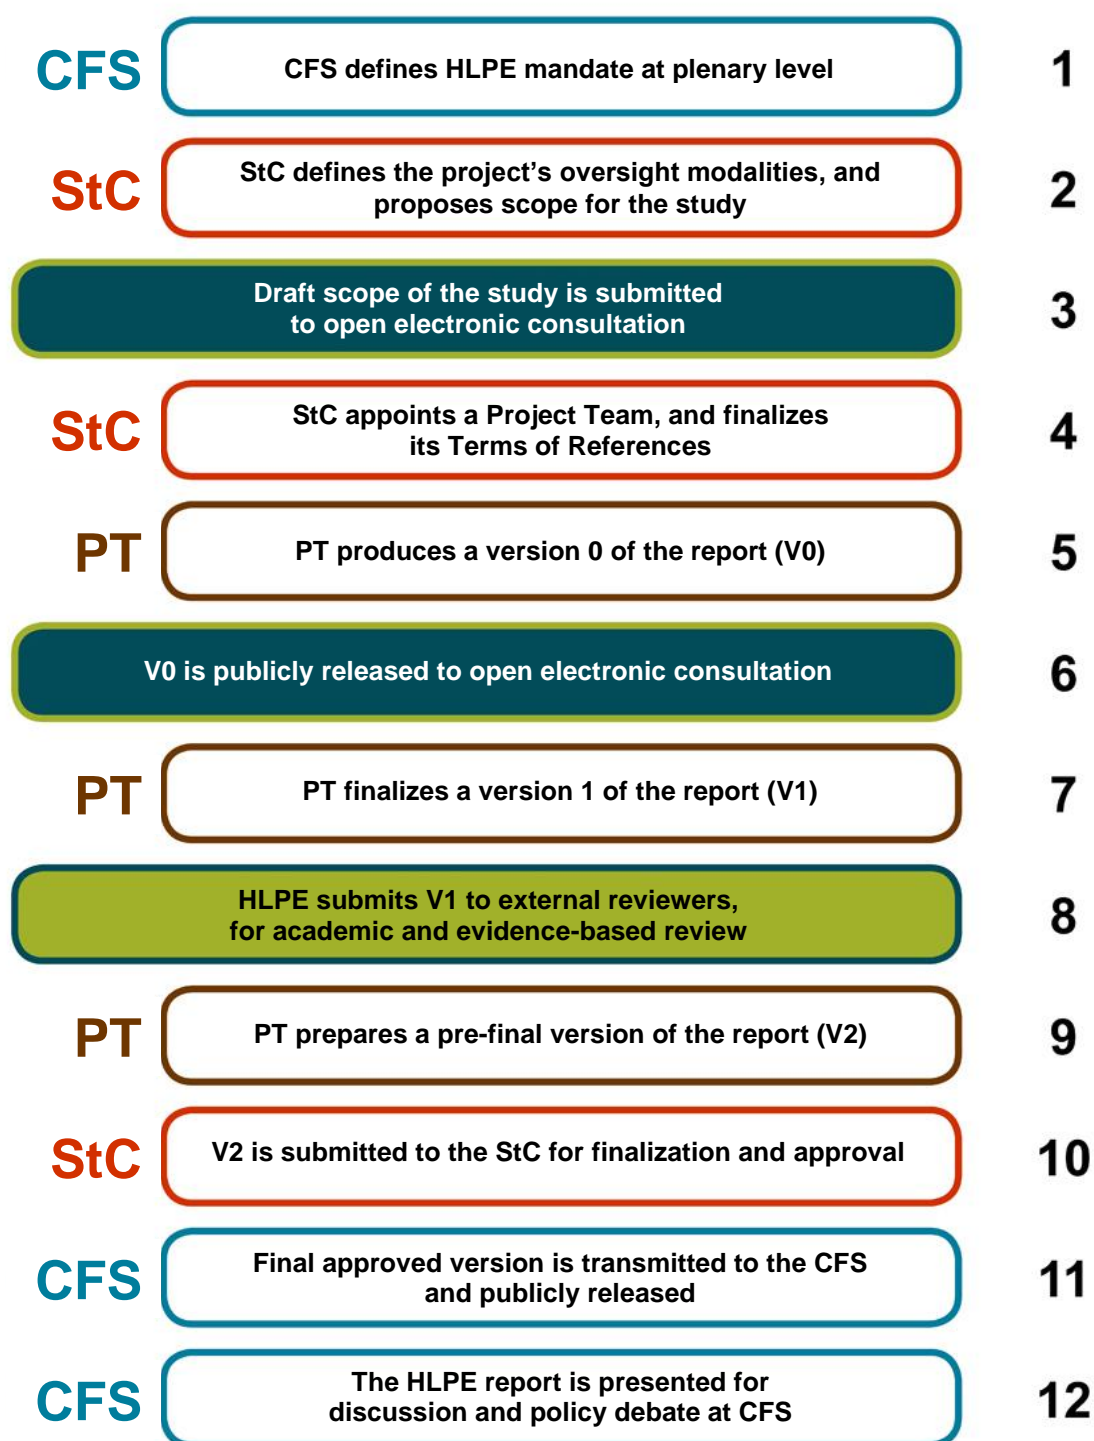 CFS
CFS defines HLPE mandate at plenary level
1
StC
StC defines the project's oversight modalities, and
proposes scope for the study
2
Draft scope of the study is submitted
to open electronic consultation
3
StC
StC appoints a Project Team, and finalizes
its Terms of References
4
PT
PT produces a version 0 of the report (V0)
5
V0 is publicly released to open electronic consultation
6
PT
PT finalizes a version 1 of the report (V1)
7
HLPE submits V1 to external reviewers,
for academic and evidence-based review
8
PT
PT prepares a pre-final version of the report (V2)
9
StC
V2 is submitted to the StC for finalization and approval
10
CFS
Final approved version is transmitted to the CFS
and publicly released
11
CFS
The HLPE report is presented for
discussion and policy debate at CFS
12